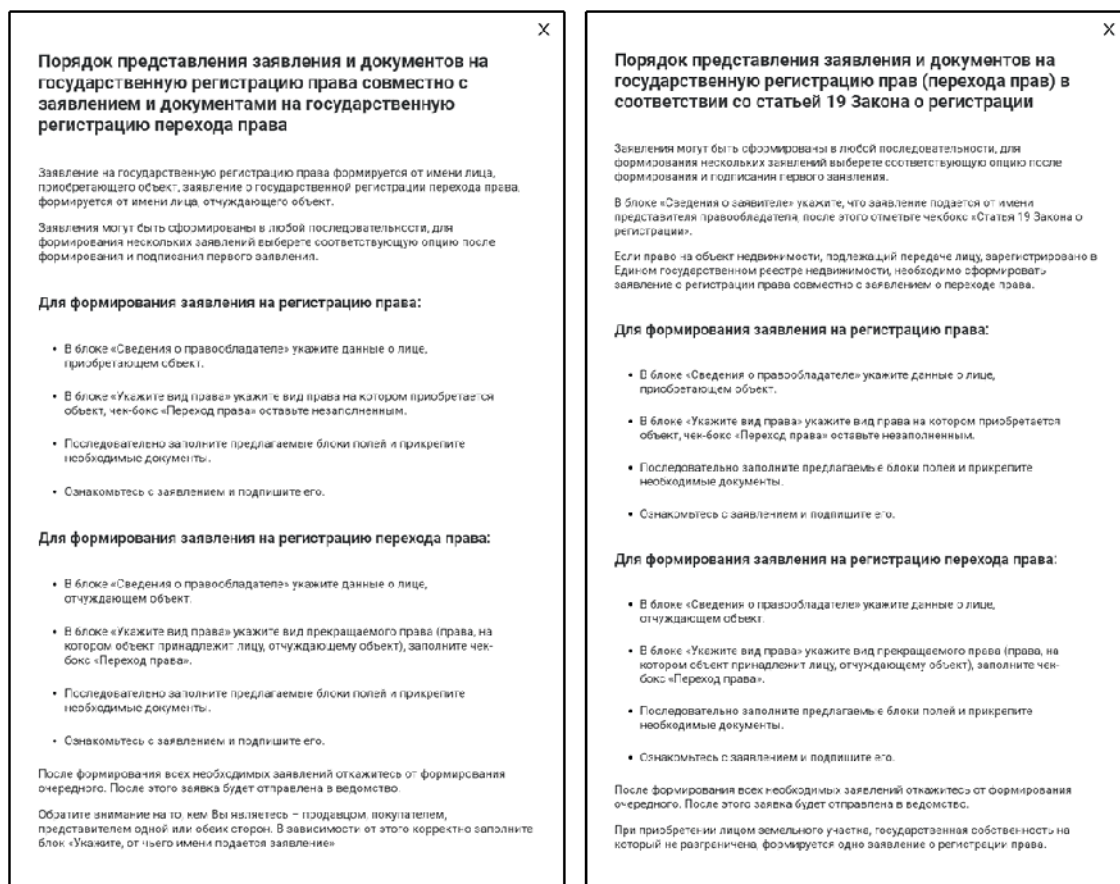 X
Порядок представления заявления и документов на
государственную регистрацию права совместно с
заявлением и документами на государственную
регистрацию перехода права
Заявление на государственную регистрацию права формируется от имени лица,
приобретающего объект, заявление о государственной регистрации перехода права,
формируется от имени лица, отчуждающего объект.
Заявления могут быть сформированы в любой последовательности, для
формирования нескольких заявлений выберете соответствующую опцию после
формирования и подписания первого заявления.
Для формирования заявления на регистрацию права:
• В блоке «Сведения о правообладателе» укажите данные о лице,
приобретающем объект.
• В блоке «Укажите вид права» укажите вид права на котором приобретается
объект, чек-бокс «Переход права» оставьте незаполненным.
• Последовательно заполните предлагаемые блоки полей и прикрепите
необходимые документы.
• Ознакомьтесь с заявлением и подпишите его.
Для формирования заявления на регистрацию перехода права:
• В блоке «Сведения о правообладателе» укажите данные о лице,
отчуждающем объект.
• В блоке «Укажите вид права» укажите вид прекращаемого права (права, на
котором объект принадлежит лицу, отчуждающему объект), заполните чек-
бокс «Переход права».
• Последовательно заполните предлагаемые блоки полей и прикрепите
необходимые документы.
• Ознакомьтесь с заявлением и подпишите его.
После формирования всех необходимых заявлений откажитесь от формирования
очередного. После этого заявка будет отправлена в ведомство.
Обратите внимание на то, кем Вы являетесь – продавцом, покупателем,
представителем одной или обеих сторон. В зависимости от этого корректно заполните
блок «Укажите, от чьего имени подается заявление»
X
Порядок представления заявления и документов на
государственную регистрацию прав (перехода прав) в
соответствии со статьей 19 Закона о регистрации
Заявления могут быть сформированы в любой последовательности, для
формирования нескольких заявлений выберете соответствующую опцию после
формирования и подписания первого заявления.
В блоке «Сведения о заявителе» укажите, что заявление подается от имени
представителя правообладателя, после этого отметьте чекбокс «Статья 19 Закона о
регистрации».
Если право на объект недвижимости, подлежащий передаче лицу, зарегистрировано в
Едином государственном реестре недвижимости, необходимо сформировать
заявление о регистрации права совместно с заявлением о переходе права.
Для формирования заявления на регистрацию права:
• В блоке «Сведения о правообладателе» укажите данные о лице,
приобретающем объект.
• В блоке «Укажите вид права» укажите вид права на котором приобретается
объект, чек-бокс «Переход права» оставьте незаполненным.
• Последовательно заполните предлагаемые блоки полей и прикрепите
необходимые документы.
• Ознакомьтесь с заявлением и подпишите его.
Для формирования заявления на регистрацию перехода права:
• В блоке «Сведения о правообладателе» укажите данные о лице,
отчуждающем объект.
• В блоке «Укажите вид права» укажите вид прекращаемого права (права, на
котором объект принадлежит лицу, отчуждающему объект), заполните чек-
бокс «Переход права».
• Последовательно заполните предлагаемые блоки полей и прикрепите
необходимые документы.
• Ознакомьтесь с заявлением и подпишите его.
После формирования всех необходимых заявлений откажитесь от формирования
очередного. После этого заявка будет отправлена в ведомство.
При приобретении лицом земельного участка, государственная собственность на
который не разграничена, формируется одно заявление о регистрации права.